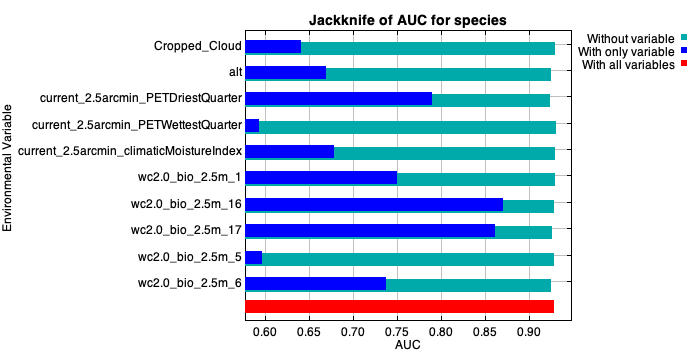 Jackknife of AUC for species
Without variable
With only variable
With all variables
Environmental Variable
Cropped_Cloud
alt
current_2.5arcmin_PETDriestQuarter
current_2.5arcmin_PETWettestQuarter
current_2.5arcmin_climaticMoistureIndex
wc2.0_bio_2.5m_1
wc2.0_bio_2.5m_16
wc2.0_bio_2.5m_17
wc2.0_bio_2.5m_5
wc2.0_bio_2.5m_6
0.60 0.65 0.70 0.75 0.80 0.85 0.90
AUC